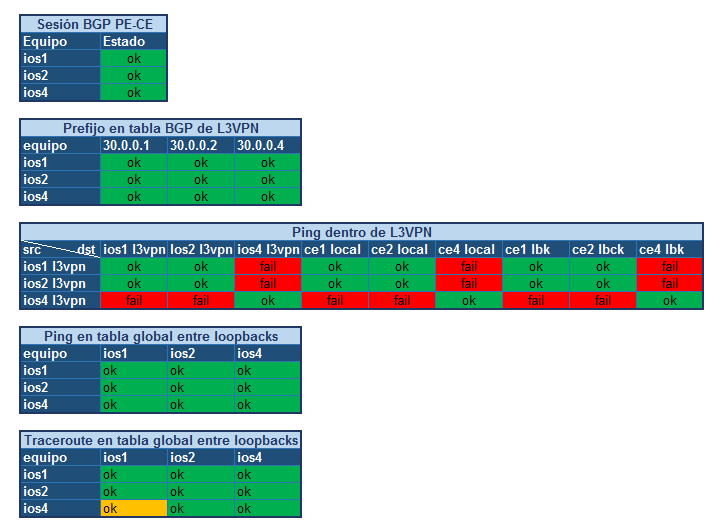 Sesión BGP PE-CE
Equipo Estado
ios1 ok
ios2 ok
ios4 ok
Prefijo en tabla BGP de L3VPN
equipo 30.0.0.1 30.0.0.2 30.0.0.4
ios1 ok ok ok
ios2 ok ok ok
ios4 ok ok ok
Ping dentro de L3VPN
src dst ios1 l3vpn Ios2 l3vpn ios4 l3vpn ce1 local ce2 local ce4 local ce1 lbk ce2 lbck ce4 lbk
ios1 l3vpn ok ok fail ok ok fail ok ok fail
ios2 l3vpn ok ok fail ok ok fail ok ok fail
ios4 l3vpn fail fail ok fail fail ok fail fail ok
Ping en tabla global entre loopbacks
equipo ios1 ios2 ios4
ios1 ok ok ok
ios2 ok ok ok
ios4 ok ok ok
Traceroute en tabla global entre loopbacks
equipo ios1 ios2 ios4
ios1 ok ok ok
ios2 ok ok ok
ios4 ok ok ok